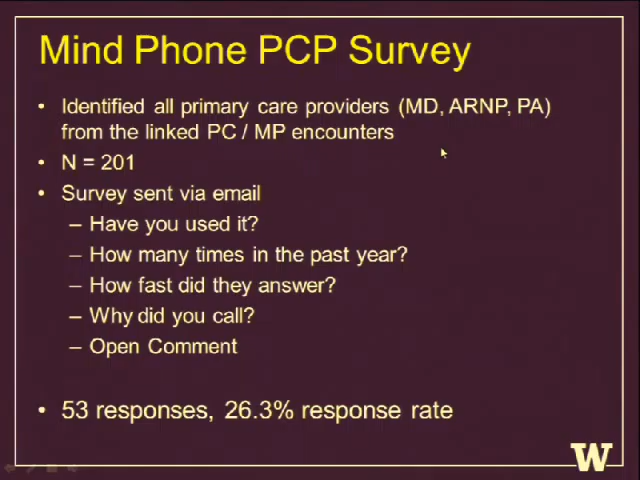 Mind Phone PCP Survey
• Identified all primary care providers (MD, ARNP, PA)
from the linked PC / MP encounters
• N = 201
• Survey sent via email
– Have you used it?
– How many times in the past year?
– How fast did they answer?
– Why did you call?
– Open Comment
• 53 responses, 26.3% response rate
W